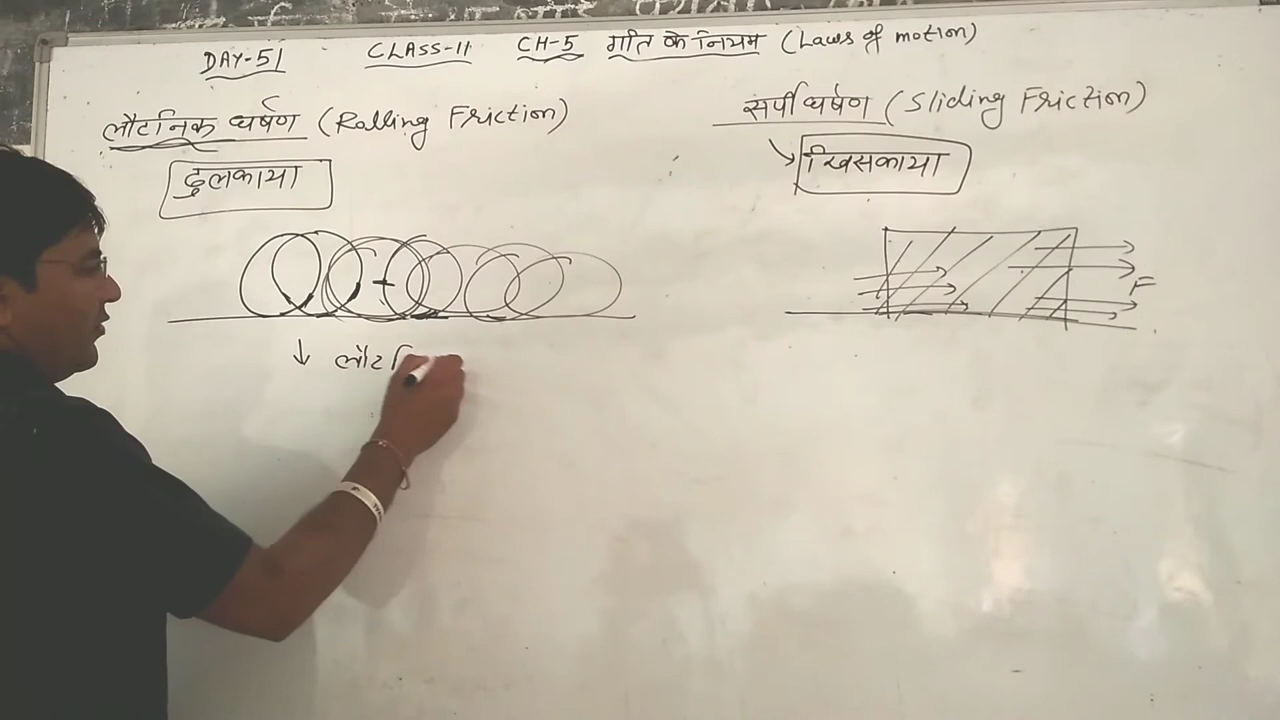 DAY-51 CLASS-11 CH-5 गति के नियम (Laws of motion)
लौटनिक घर्षण (Rolling Friction)
ढुलकाया
↓ लौट
सर्पी घर्षण (Sliding Friction)
खिसकाया
F